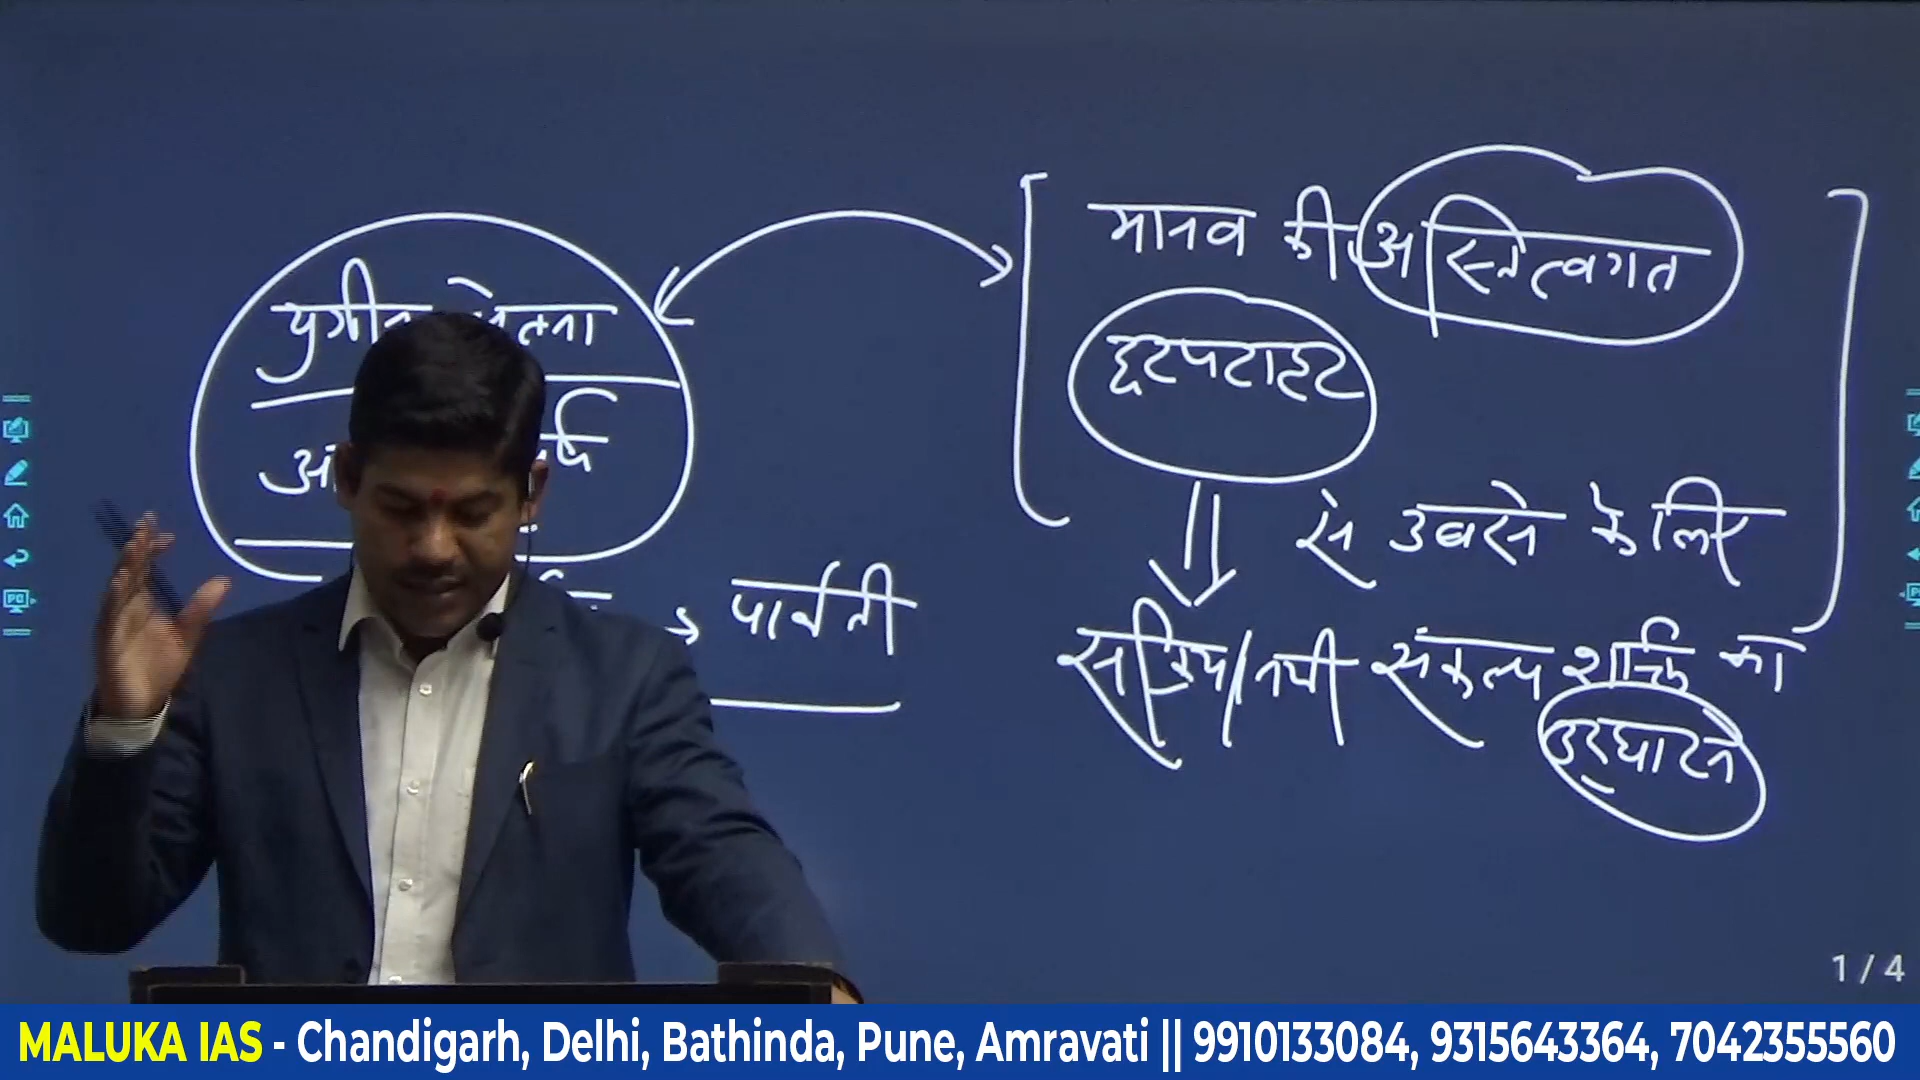 चेतना
पार्वती
मानव की अस्तित्वगत
छटपटाहट
से उबरने के लिए
सक्रिय/नयी संकल्प शक्ति का
उद्घाटन
1 / 4
MALUKA IAS - Chandigarh, Delhi, Bathinda, Pune, Amravati || 9910133084, 9315643364, 7042355560